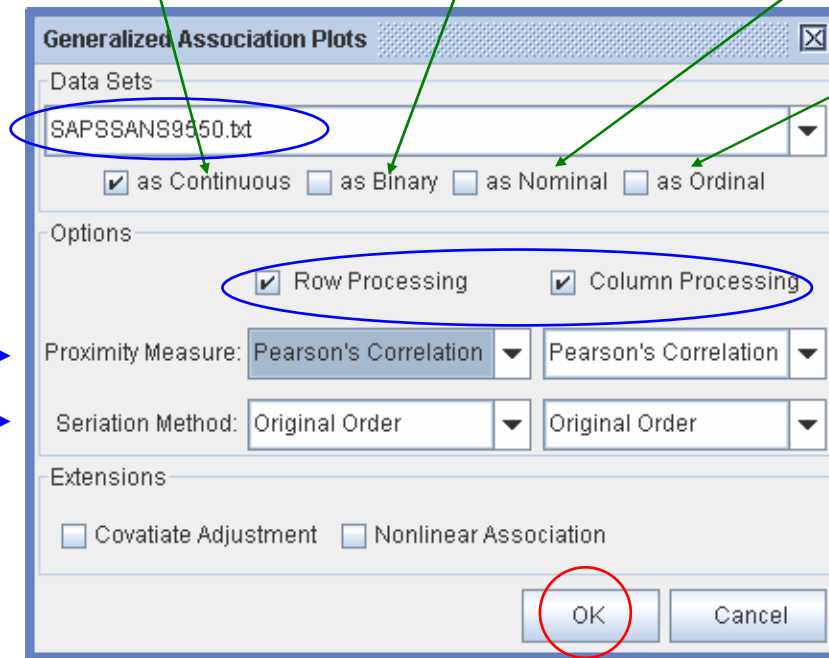 Generalized Association Plots
Data Sets
SAPSSANS9550.txt
as Continuous as Binary as Nominal as Ordinal
Options
Row Processing Column Processing
Proximity Measure: Pearson's Correlation Pearson's Correlation
Seriation Method: Original Order Original Order
Extensions
Covatiate Adjustment Nonlinear Association
OK Cancel